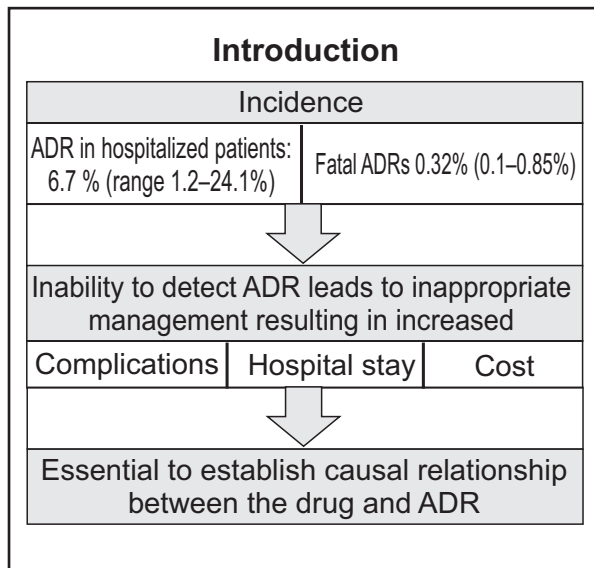 Introduction
Incidence
ADR in hospitalized patients:
6.7 % (range 1.2–24.1%)
Fatal ADRs 0.32% (0.1–0.85%)
Inability to detect ADR leads to inappropriate
management resulting in increased
Complications
Hospital stay
Cost
Essential to establish causal relationship
between the drug and ADR